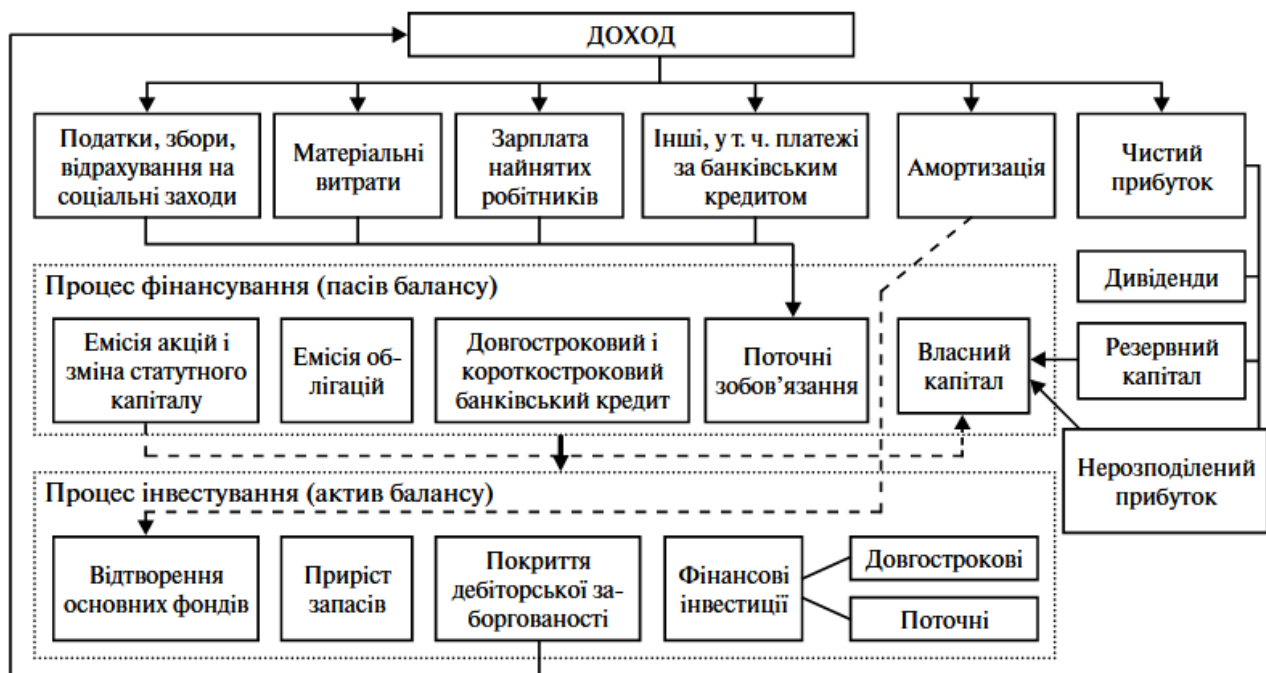 ДОХОД
Податки, збори,
відрахування на
соціальні заходи
Матеріальні
витрати
Зарплата
найнятих
робітників
Інші, у т. ч. платежі
за банківським
кредитом
Амортизація
Чистий
прибуток
Процес фінансування (пасів балансу)
Дивіденди
Емісія акцій і
зміна статутного
капіталу
Емісія об-
лігацій
Довгостроковий і
короткостроковий
банківський кредит
Поточні
зобов’язання
Власний
капітал
Резервний
капітал
Нерозподілений
прибуток
Процес інвестування (актив балансу)
Відтворення
основних фондів
Приріст
запасів
Покриття
дебіторської за-
боргованості
Фінансові
інвестиції
Довгострокові
Поточні